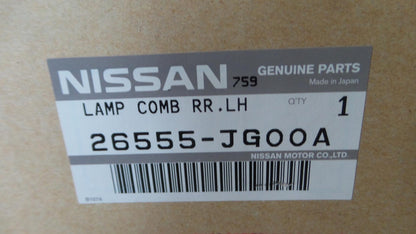 NISSAN 759 GENUINE PARTS
Made in Japan
LAMP COMB RR.LH Q'TY 1
26555-JG00A
NISSAN MOTOR CO.,LTD.